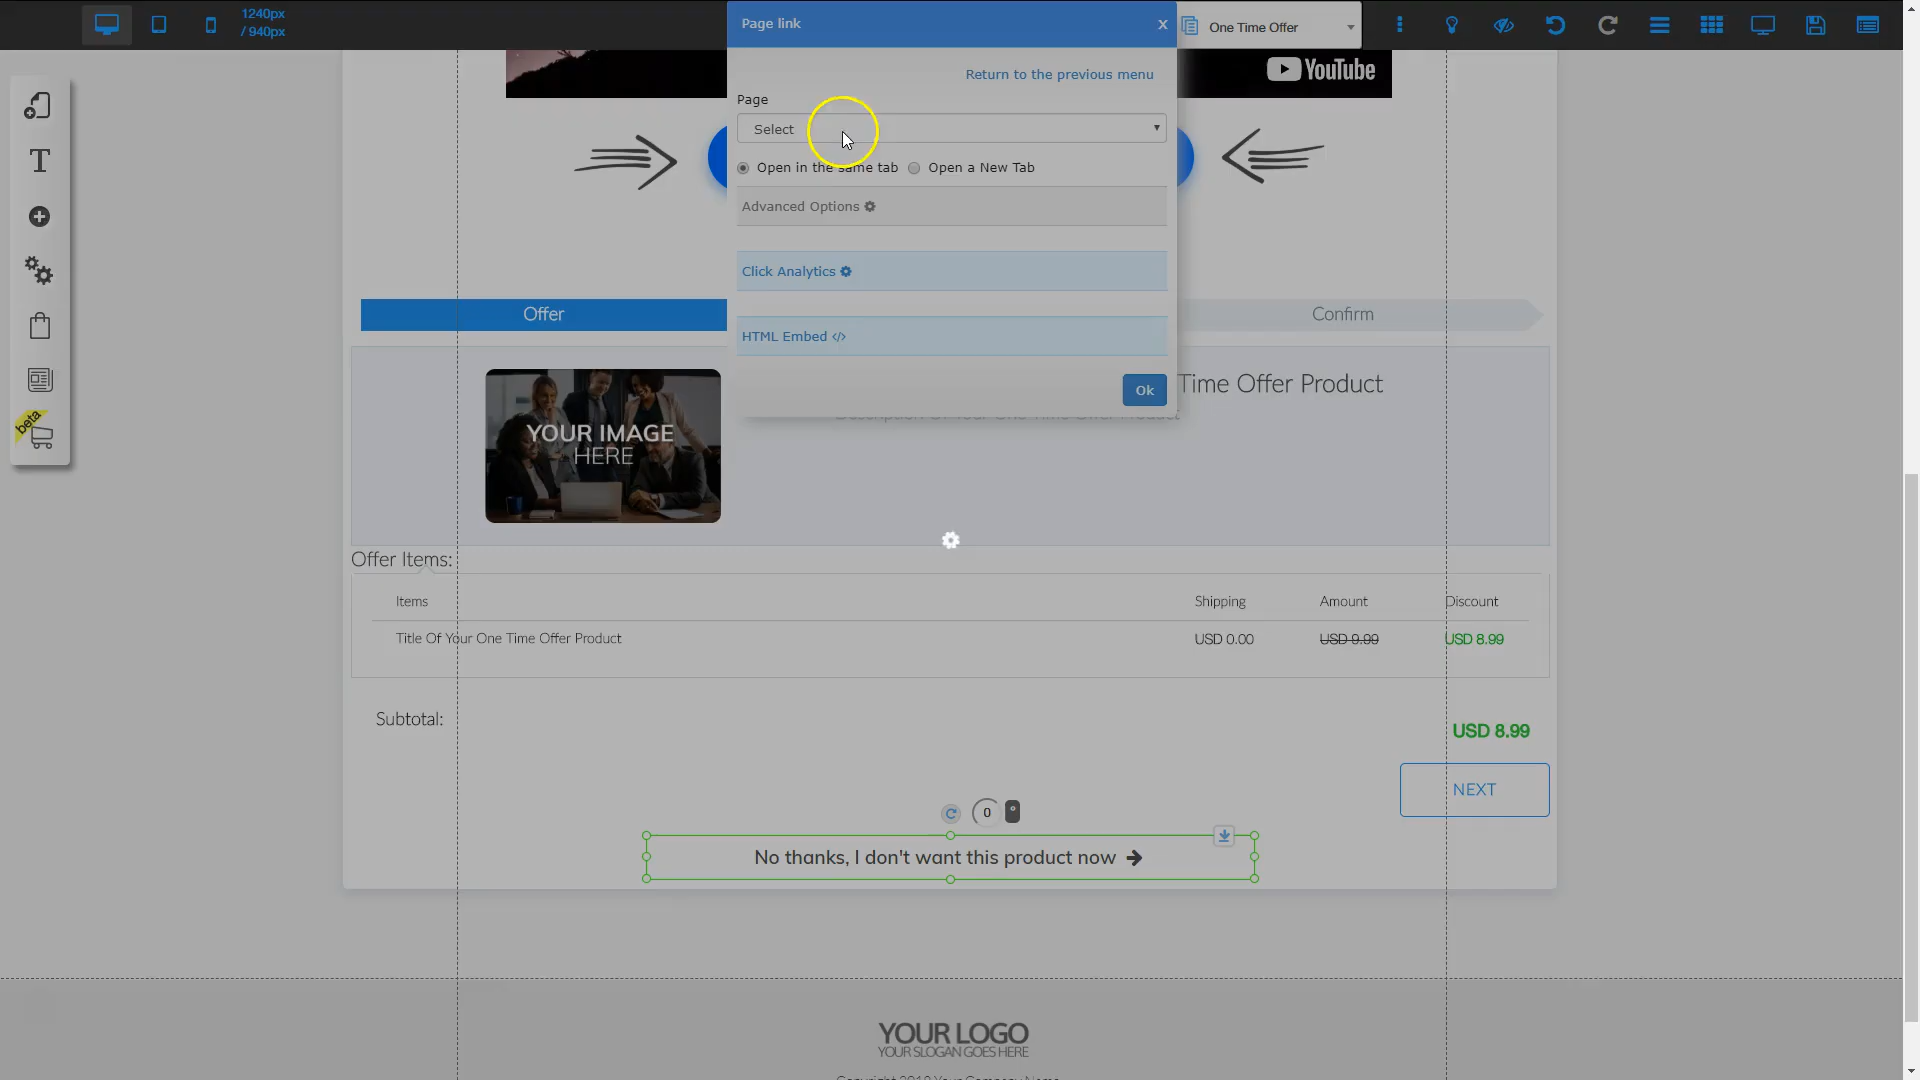 1240px
/ 940px
Page link
x
One Time Offer
Return to the previous menu
YouTube
Page
Select
Open in the same tab
Open a New Tab
Advanced Options
Click Analytics
HTML Embed </>
Ok
Offer
Confirm
beta
YOUR IMAGE
HERE
Time Offer Product
Offer Items:
Items
Shipping
Amount
Discount
Title Of Your One Time Offer Product
USD 0.00
USD 9.99
USD 8.99
Subtotal:
USD 8.99
NEXT
0
No thanks, I don't want this product now
YOUR LOGO
YOUR SLOGAN GOES HERE